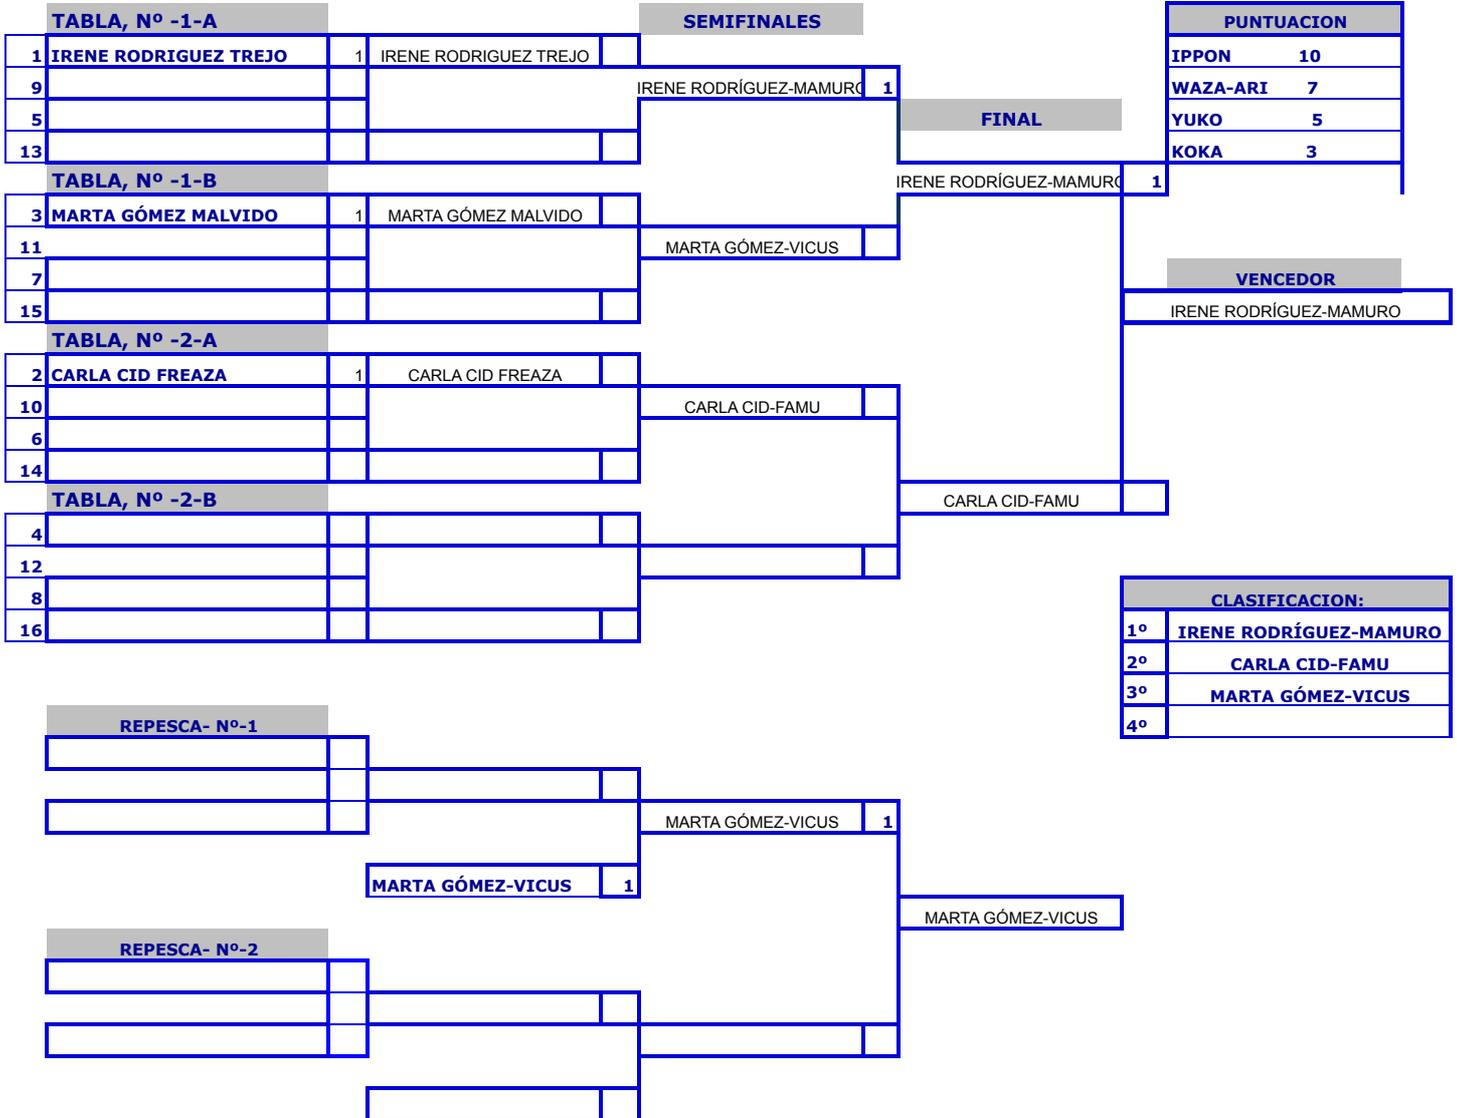 TABLA, Nº -1-A SEMIFINALES PUNTUACION
1 IRENE RODRIGUEZ TREJO 1 IRENE RODRIGUEZ TREJO IPPON 10
9 IRENE RODRÍGUEZ-MAMURO 1 WAZA-ARI 7
5 FINAL YUKO 5
13 KOKA 3
TABLA, Nº -1-B IRENE RODRÍGUEZ-MAMURO 1
3 MARTA GÓMEZ MALVIDO 1 MARTA GÓMEZ MALVIDO
11 MARTA GÓMEZ-VICUS
7 VENCEDOR
15 IRENE RODRÍGUEZ-MAMURO
TABLA, Nº -2-A
2 CARLA CID FREAZA 1 CARLA CID FREAZA
10 CARLA CID-FAMU
6
14
TABLA, Nº -2-B CARLA CID-FAMU
4
12
8 CLASIFICACION:
16 1º IRENE RODRÍGUEZ-MAMURO
2º CARLA CID-FAMU
3º MARTA GÓMEZ-VICUS
REPESCA- Nº-1 4º
MARTA GÓMEZ-VICUS 1
MARTA GÓMEZ-VICUS 1
MARTA GÓMEZ-VICUS
REPESCA- Nº-2